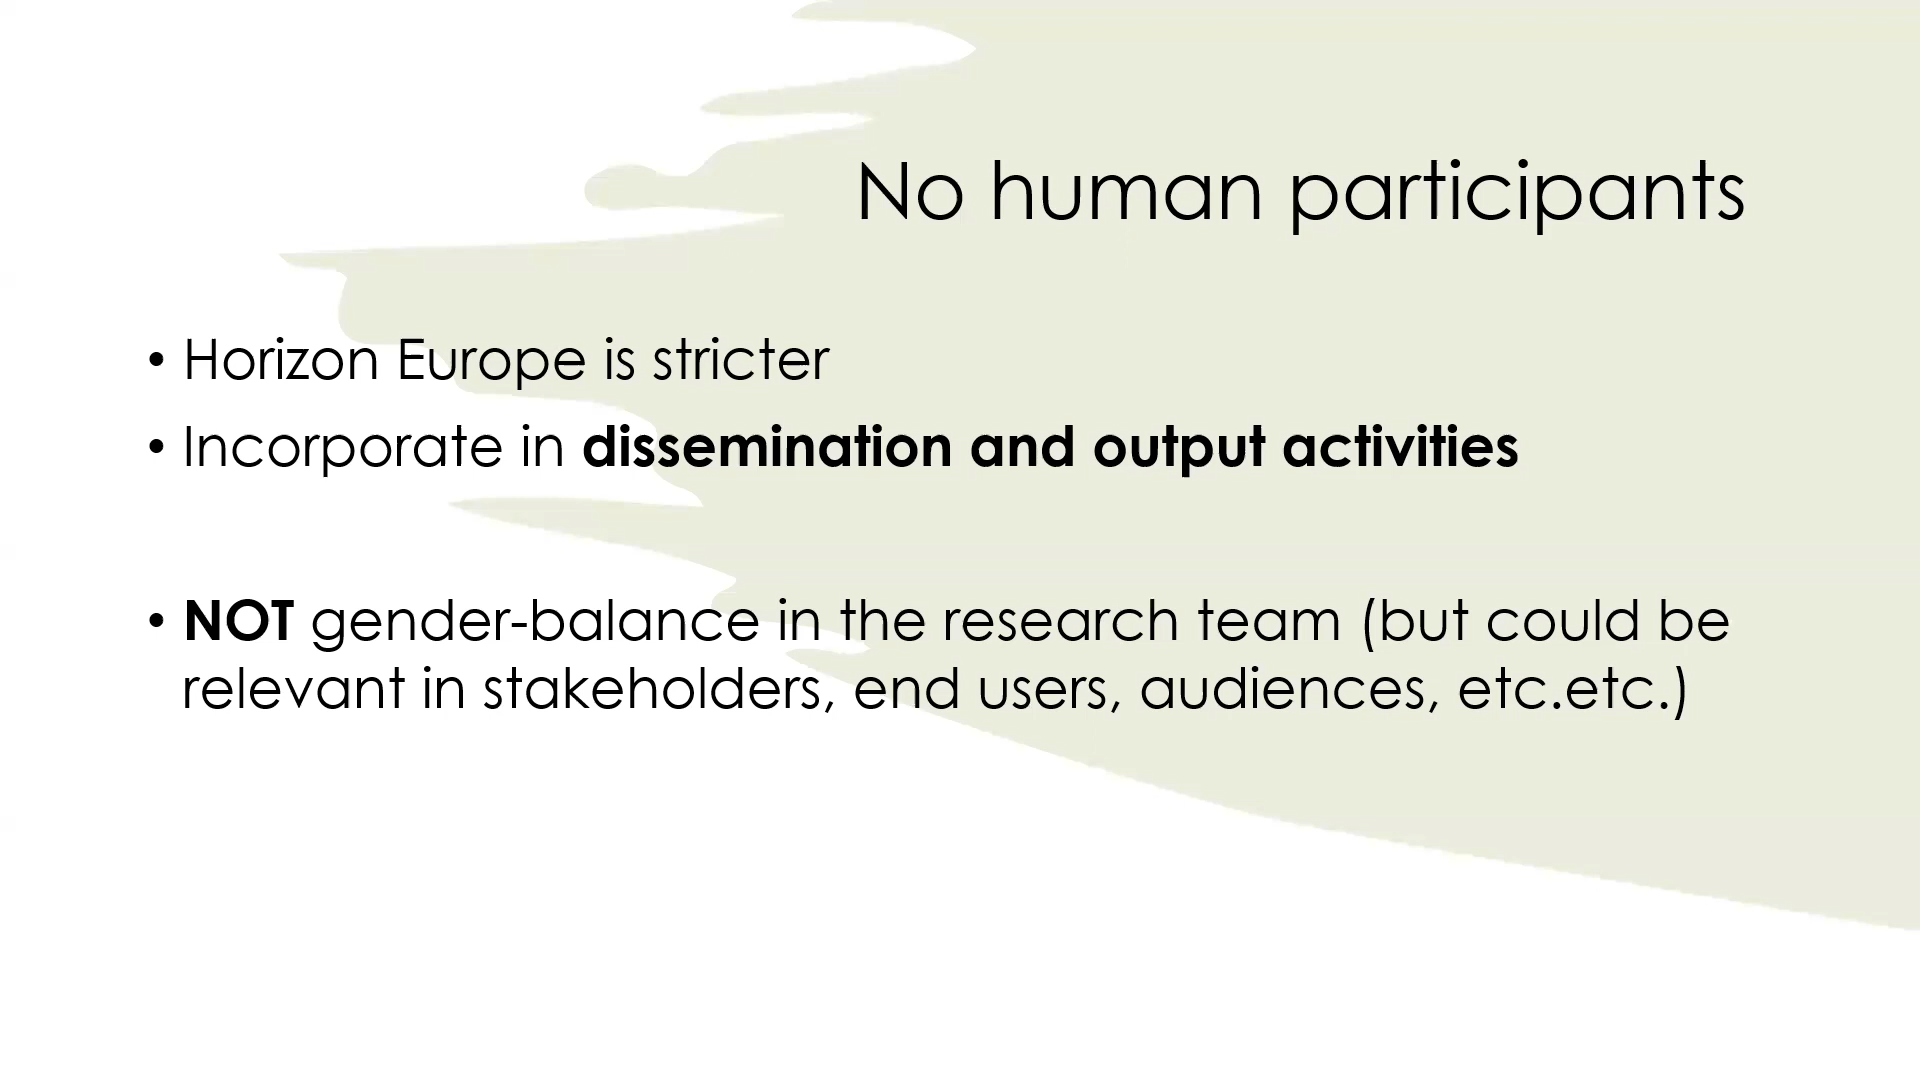 No human participants
• Horizon Europe is stricter
• Incorporate in dissemination and output activities
• NOT gender-balance in the research team (but could be
relevant in stakeholders, end users, audiences, etc.etc.)